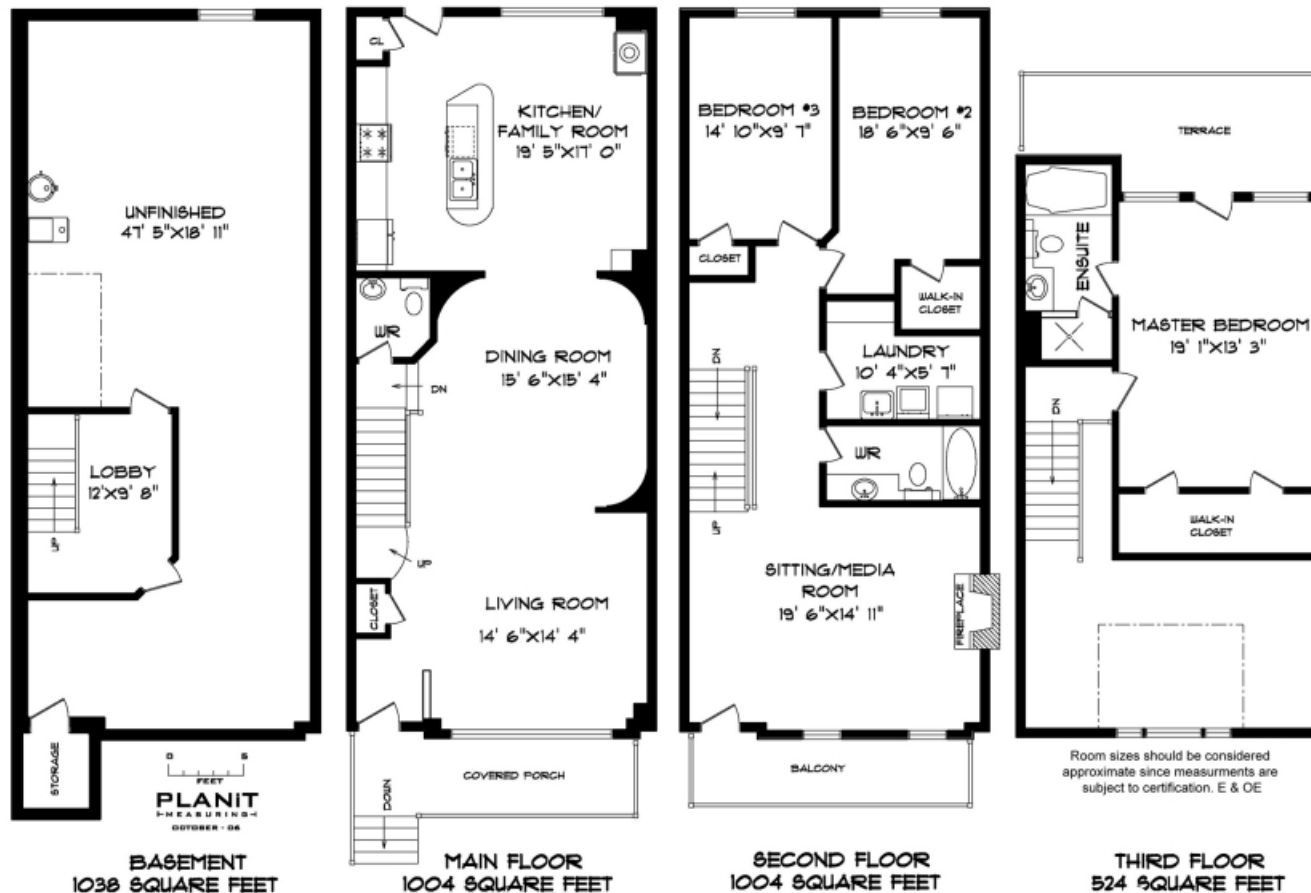 UNFINISHED
47' 5"X18' 11"
LOBBY
12'X9' 8"
UP
STORAGE
0 5
FEET
PLANIT
MEASURING
OCTOBER - 06
BASEMENT
1038 SQUARE FEET
CL
KITCHEN/
FAMILY ROOM
19' 5"X17' 0"
WR
DINING ROOM
15' 6"X15' 4"
DN
UP
CLOSET
LIVING ROOM
14' 6"X14' 4"
COVERED PORCH
DOWN
MAIN FLOOR
1004 SQUARE FEET
BEDROOM #3
14' 10"X9' 7"
BEDROOM #2
18' 6"X9' 6"
CLOSET
WALK-IN
CLOSET
LAUNDRY
10' 4"X5' 7"
DN
WR
UP
SITTING/MEDIA
ROOM
19' 6"X14' 11"
FIREPLACE
BALCONY
SECOND FLOOR
1004 SQUARE FEET
TERRACE
ENSUITE
MASTER BEDROOM
19' 1"X13' 3"
DN
WALK-IN
CLOSET
Room sizes should be considered
approximate since measurments are
subject to certification. E & OE
THIRD FLOOR
524 SQUARE FEET